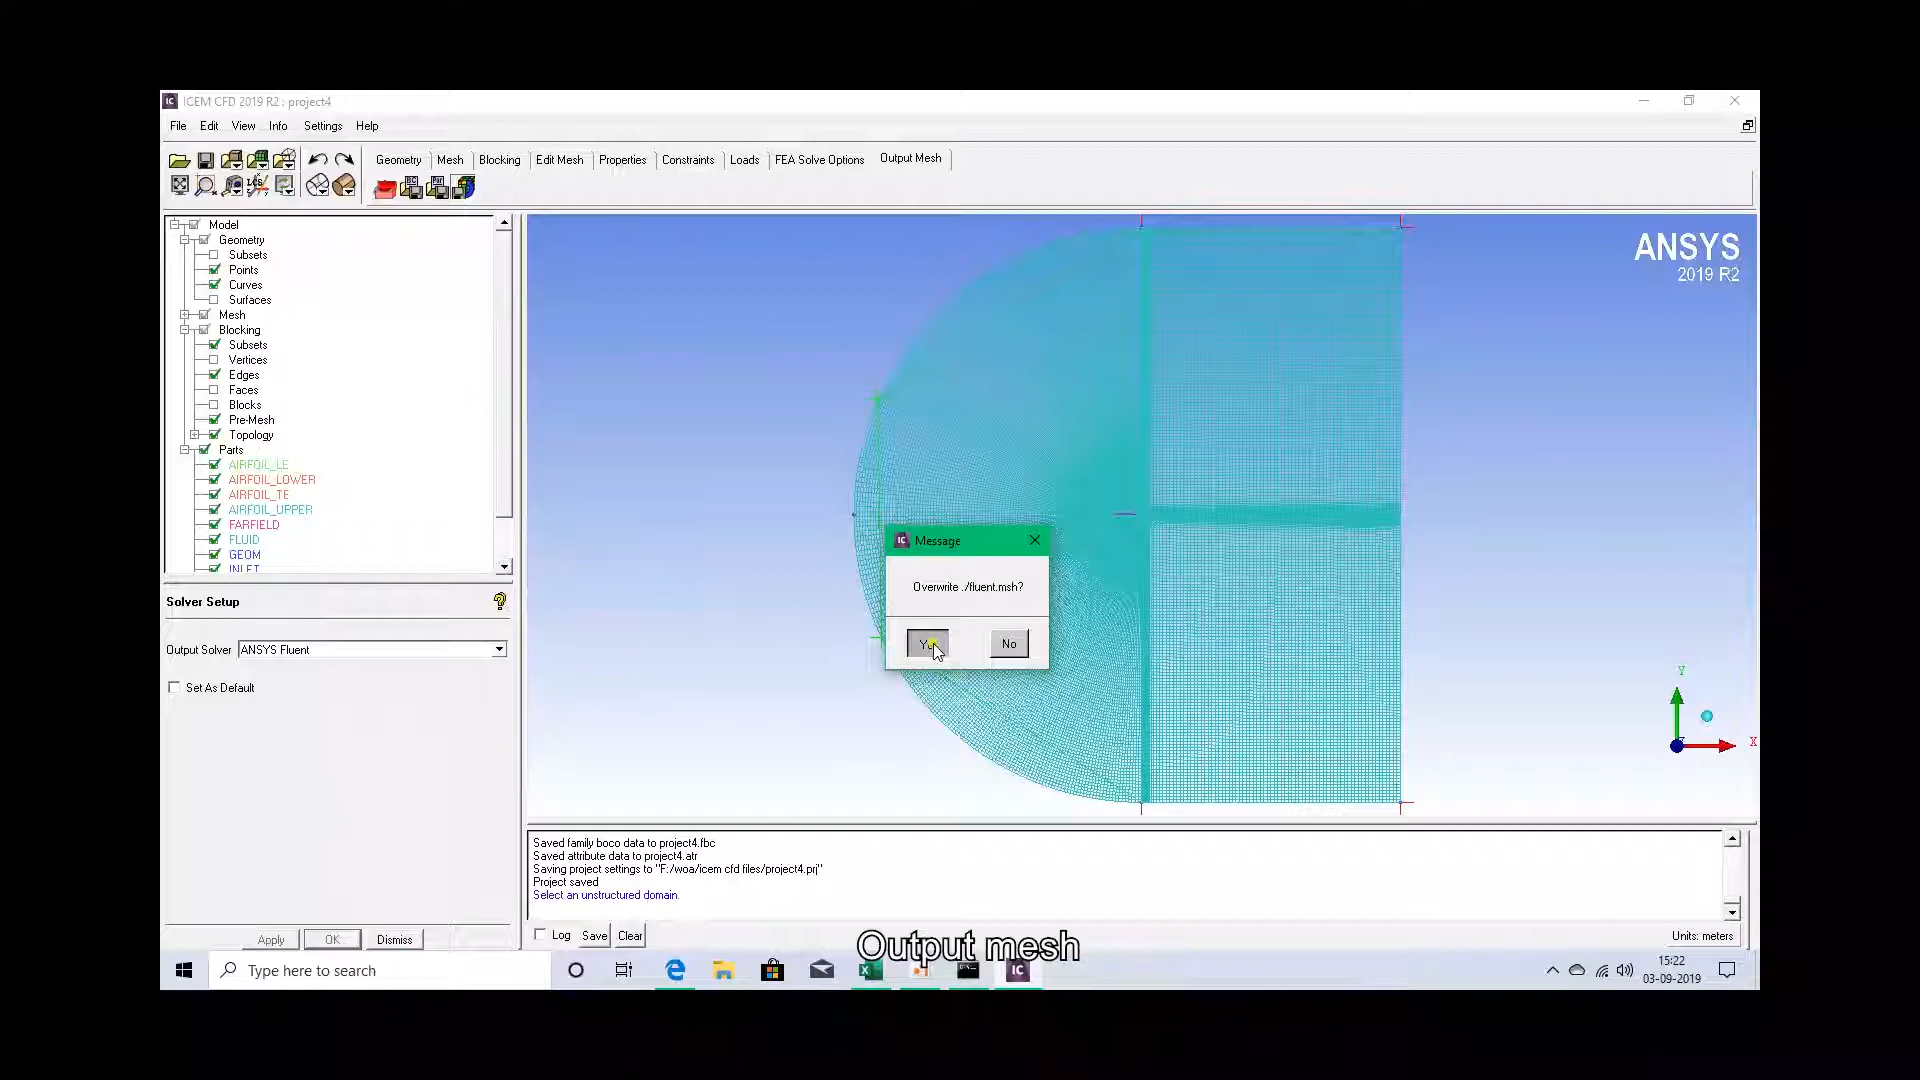 ICEM CFD 2019 R2 : project4
File Edit View Info Settings Help
Geometry Mesh Blocking Edit Mesh Properties Constraints Loads FEA Solve Options Output Mesh
Model
Geometry
Subsets
Points
Curves
Surfaces
Mesh
Blocking
Subsets
Vertices
Edges
Faces
Blocks
Pre-Mesh
Topology
Parts
AIRFOIL_LE
AIRFOIL_LOWER
AIRFOIL_TE
AIRFOIL_UPPER
FARFIELD
FLUID
GEOM
INLET
Solver Setup
Output Solver ANSYS Fluent
Set As Default
Apply OK Dismiss
ANSYS
2019 R2
Message
Overwrite ./fluent.msh?
No
Y
X
Saved family boco data to project4.fbc
Saved attribute data to project4.atr
Saving project settings to "F:/woa/icem cfd files/project4.prj"
Project saved
Select an unstructured domain.
Log Save Clear
Units: meters
Output mesh
Type here to search
15:22
03-09-2019